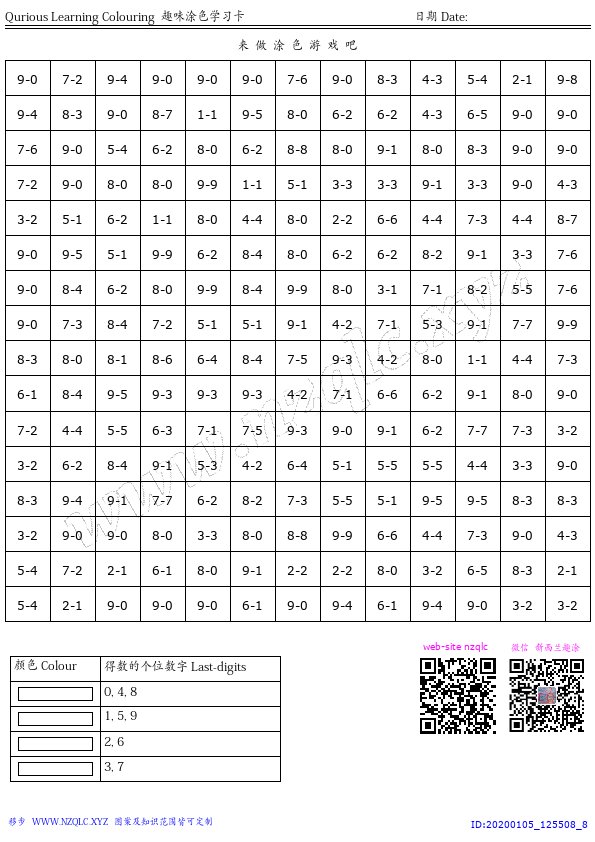 Qurious Learning Colouring 趣味涂色学习卡 日期 Date:
来 做 涂 色 游 戏 吧
9-0 7-2 9-4 9-0 9-0 9-0 7-6 9-0 8-3 4-3 5-4 2-1 9-8
9-4 8-3 9-0 8-7 1-1 9-5 8-0 6-2 6-2 4-3 6-5 9-0 9-0
7-6 9-0 5-4 6-2 8-0 6-2 8-8 8-0 9-1 8-0 8-3 9-0 9-0
7-2 9-0 8-0 8-0 9-9 1-1 5-1 3-3 3-3 9-1 3-3 9-0 4-3
3-2 5-1 6-2 1-1 8-0 4-4 8-0 2-2 6-6 4-4 7-3 4-4 8-7
9-0 9-5 5-1 9-9 6-2 8-4 8-0 6-2 6-2 8-2 9-1 3-3 7-6
9-0 8-4 6-2 8-0 9-9 8-4 9-9 8-0 3-1 7-1 8-2 5-5 7-6
9-0 7-3 8-4 7-2 5-1 5-1 9-1 4-2 7-1 5-3 9-1 7-7 9-9
8-3 8-0 8-1 8-6 6-4 8-4 7-5 9-3 4-2 8-0 1-1 4-4 7-3
6-1 8-4 9-5 9-3 9-3 9-3 4-2 7-1 6-6 6-2 9-1 8-0 9-0
7-2 4-4 5-5 6-3 7-1 7-5 9-3 9-0 9-1 6-2 7-7 7-3 3-2
3-2 6-2 8-4 9-1 5-3 4-2 6-4 5-1 5-5 5-5 4-4 3-3 9-0
8-3 9-4 9-1 7-7 6-2 8-2 7-3 5-5 5-1 9-5 9-5 8-3 8-3
3-2 9-0 9-0 8-0 3-3 8-0 8-8 9-9 6-6 4-4 7-3 9-0 4-3
5-4 7-2 2-1 6-1 8-0 9-1 2-2 2-2 8-0 3-2 6-5 8-3 2-1
5-4 2-1 9-0 9-0 9-0 6-1 9-0 9-4 6-1 9-4 9-0 3-2 3-2
www.nzqlc.xyz
web-site nzqlc 微信 新西兰趣涂
颜色 Colour 得数的个位数字 Last-digits
0, 4, 8
1, 5, 9
2, 6
3, 7
移步 WWW.NZQLC.XYZ 图案及知识范围皆可定制
ID:20200105_125508_8